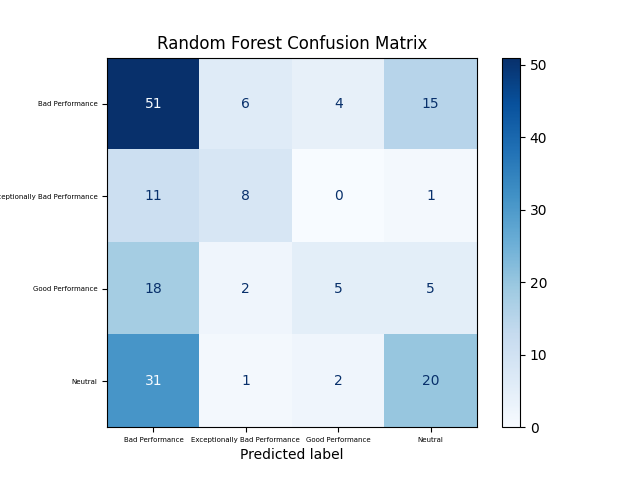 Random Forest Confusion Matrix
Bad Performance 51 6 4 15
ceptionally Bad Performance 11 8 0 1
Good Performance 18 2 5 5
Neutral 31 1 2 20
Bad Performance Exceptionally Bad Performance Good Performance Neutral
Predicted label
50
40
30
20
10
0